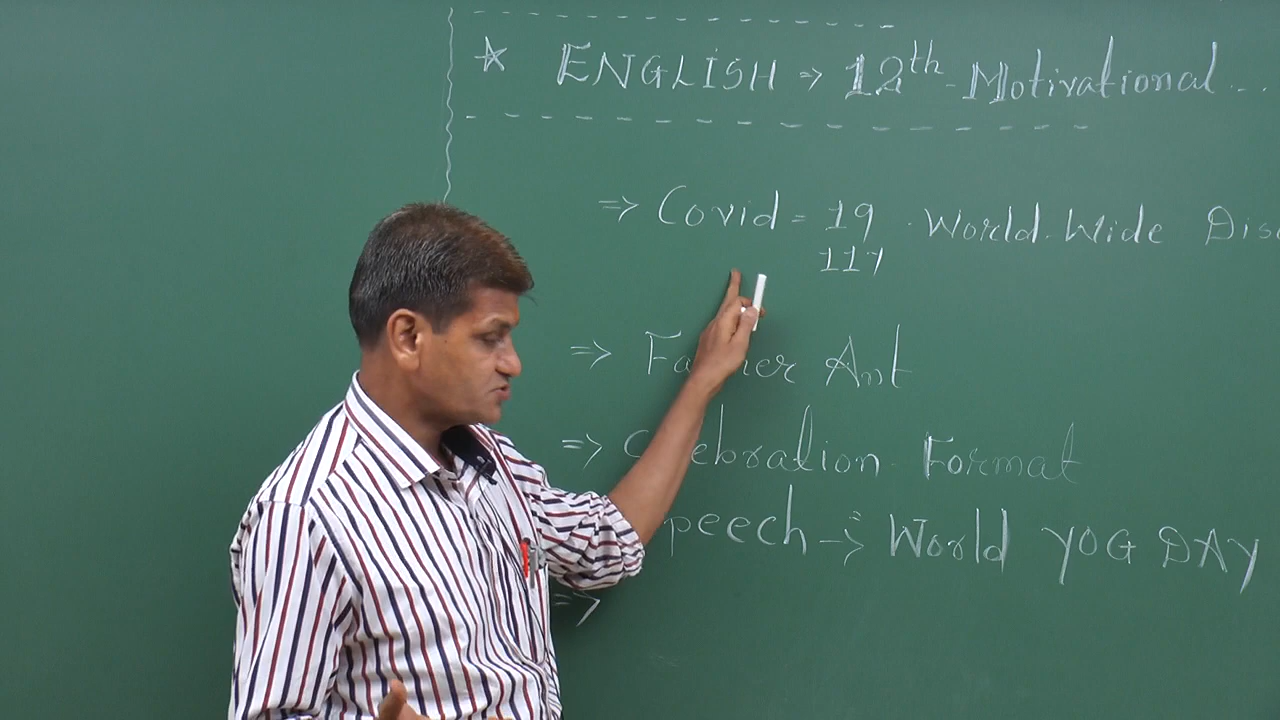 * ENGLISH ⇒ 12th - Motivational ...
⇒ Covid = 19 . World-Wide
117
⇒ Ant
⇒ Format
peech -> World YOG DAY
⇒